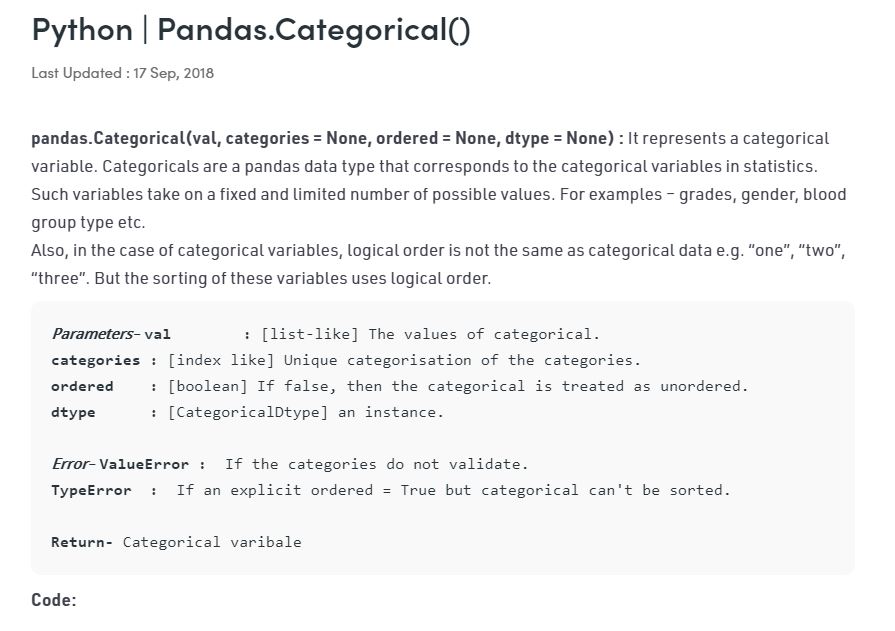 Python | Pandas.Categorical()
Last Updated : 17 Sep, 2018
pandas.Categorical(val, categories = None, ordered = None, dtype = None) : It represents a categorical
variable. Categoricals are a pandas data type that corresponds to the categorical variables in statistics.
Such variables take on a fixed and limited number of possible values. For examples – grades, gender, blood
group type etc.
Also, in the case of categorical variables, logical order is not the same as categorical data e.g. “one”, “two”,
“three”. But the sorting of these variables uses logical order.
Parameters– val : [list-like] The values of categorical.
categories : [index like] Unique categorisation of the categories.
ordered : [boolean] If false, then the categorical is treated as unordered.
dtype : [CategoricalDtype] an instance.
Error– ValueError : If the categories do not validate.
TypeError : If an explicit ordered = True but categorical can't be sorted.
Return- Categorical varibale
Code: